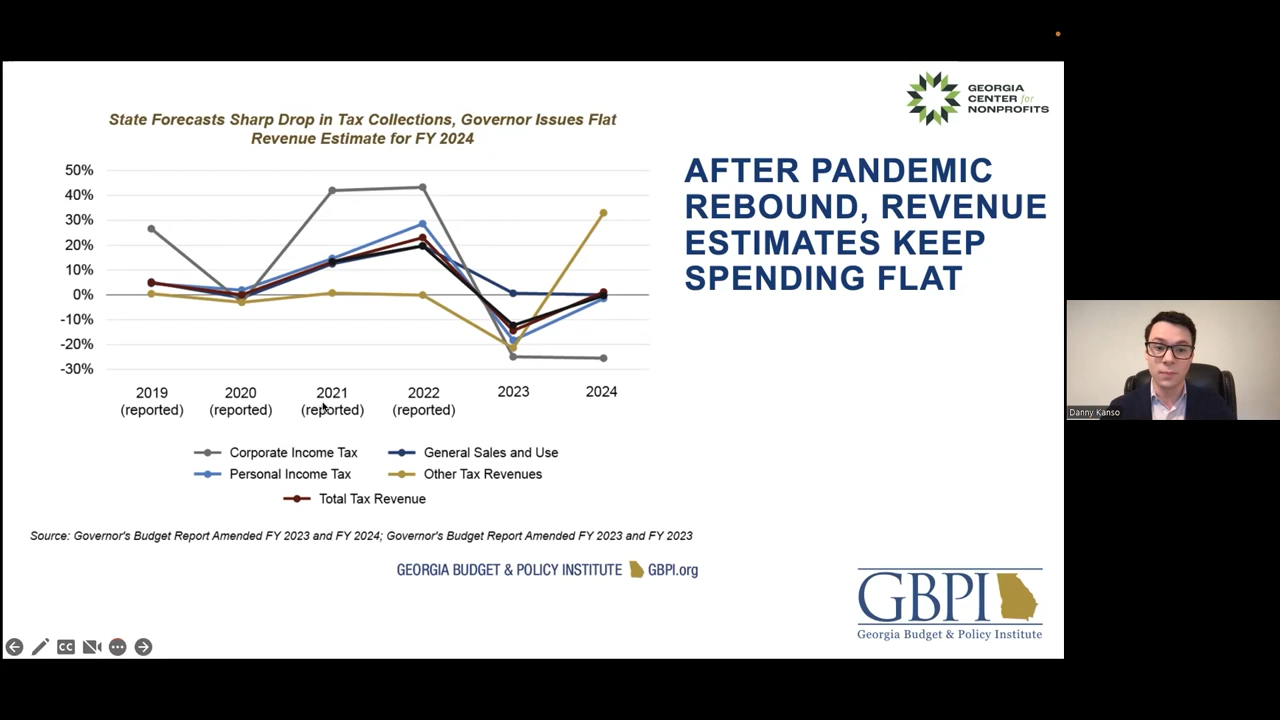 GEORGIA
CENTER for
NONPROFITS
State Forecasts Sharp Drop in Tax Collections, Governor Issues Flat
Revenue Estimate for FY 2024
AFTER PANDEMIC
REBOUND, REVENUE
ESTIMATES KEEP
SPENDING FLAT
50%
40%
30%
20%
10%
0%
-10%
-20%
-30%
2019 2020 2021 2022 2023 2024
(reported) (reported) (reported) (reported)
Corporate Income Tax General Sales and Use
Personal Income Tax Other Tax Revenues
Total Tax Revenue
Source: Governor's Budget Report Amended FY 2023 and FY 2024; Governor's Budget Report Amended FY 2023 and FY 2023
GEORGIA BUDGET & POLICY INSTITUTE GBPI.org
GBPI
Georgia Budget & Policy Institute
CC
Danny Kanso